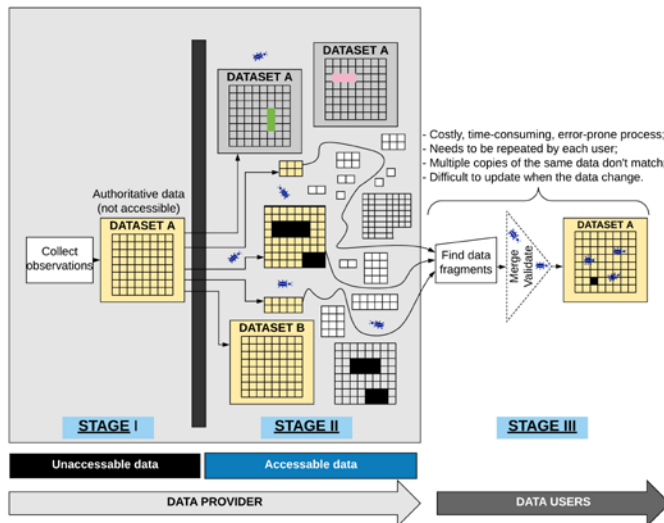 DATASET A
DATASET A
- Costly, time-consuming, error-prone process;
- Needs to be repeated by each user;
- Multiple copies of the same data don't match;
- Difficult to update when the data change.
Authoritative data
(not accessible)
DATASET A
Collect
observations
DATASET B
Find data
fragments
Merge
Validate
DATASET A
STAGE I
STAGE II
STAGE III
Unaccessable data
Accessable data
DATA PROVIDER
DATA USERS